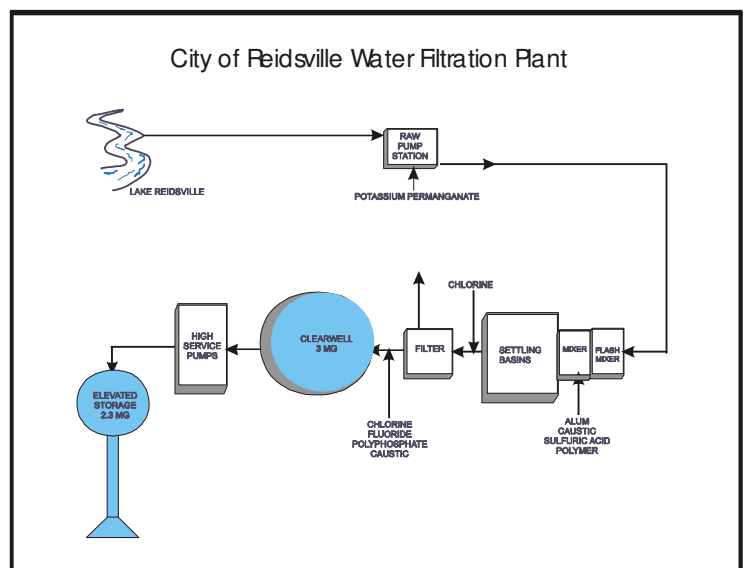 City of Reidsville Water Filtration Plant
RAW
PUMP
STATION
LAKE REIDSVILLE
POTASSIUM PERMANGANATE
CHLORINE
HIGH
SERVICE
PUMPS
CLEARWELL
3 MG
FILTER
SETTLING
BASINS
MIXER
FLASH
MIXER
ELEVATED
STORAGE
2.3 MG
CHLORINE
FLUORIDE
POLYPHOSPHATE
CAUSTIC
ALUM
CAUSTIC
SULFURIC ACID
POLYMER